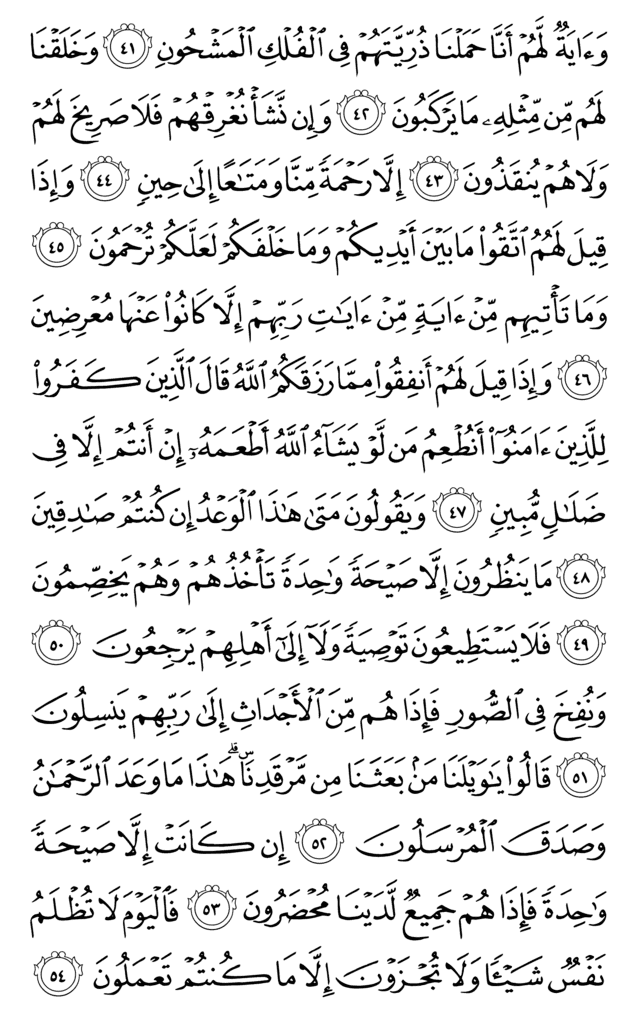 وَءَايَةٌ لَّهُمْ أَنَّا حَمَلْنَا ذُرِّيَّتَهُمْ فِى ٱلْفُلْكِ ٱلْمَشْحُونِ ٤١ وَخَلَقْنَا
لَهُم مِّن مِّثْلِهِۦ مَا يَرْكَبُونَ ٤٢ وَإِن نَّشَأْ نُغْرِقْهُمْ فَلَا صَرِيخَ لَهُمْ
وَلَا هُمْ يُنقَذُونَ ٤٣ إِلَّا رَحْمَةً مِّنَّا وَمَتَـٰعًا إِلَىٰ حِينٍ ٤٤ وَإِذَا
قِيلَ لَهُمُ ٱتَّقُوا۟ مَا بَيْنَ أَيْدِيكُمْ وَمَا خَلْفَكُمْ لَعَلَّكُمْ تُرْحَمُونَ ٤٥
وَمَا تَأْتِيهِم مِّنْ ءَايَةٍ مِّنْ ءَايَـٰتِ رَبِّهِمْ إِلَّا كَانُوا۟ عَنْهَا مُعْرِضِينَ
٤٦ وَإِذَا قِيلَ لَهُمْ أَنفِقُوا۟ مِمَّا رَزَقَكُمُ ٱللَّهُ قَالَ ٱلَّذِينَ كَفَرُوا۟
لِلَّذِينَ ءَامَنُوٓا۟ أَنُطْعِمُ مَن لَّوْ يَشَآءُ ٱللَّهُ أَطْعَمَهُۥٓ إِنْ أَنتُمْ إِلَّا فِى
ضَلَـٰلٍ مُّبِينٍ ٤٧ وَيَقُولُونَ مَتَىٰ هَـٰذَا ٱلْوَعْدُ إِن كُنتُمْ صَـٰدِقِينَ
٤٨ مَا يَنظُرُونَ إِلَّا صَيْحَةً وَٰحِدَةً تَأْخُذُهُمْ وَهُمْ يَخِصِّمُونَ
٤٩ فَلَا يَسْتَطِيعُونَ تَوْصِيَةً وَلَآ إِلَىٰٓ أَهْلِهِمْ يَرْجِعُونَ ٥٠
وَنُفِخَ فِى ٱلصُّورِ فَإِذَا هُم مِّنَ ٱلْأَجْدَاثِ إِلَىٰ رَبِّهِمْ يَنسِلُونَ
٥١ قَالُوا۟ يَـٰوَيْلَنَا مَنۢ بَعَثَنَا مِن مَّرْقَدِنَا ۜ ۗ هَـٰذَا مَا وَعَدَ ٱلرَّحْمَـٰنُ
وَصَدَقَ ٱلْمُرْسَلُونَ ٥٢ إِن كَانَتْ إِلَّا صَيْحَةً
وَٰحِدَةً فَإِذَا هُمْ جَمِيعٌ لَّدَيْنَا مُحْضَرُونَ ٥٣ فَٱلْيَوْمَ لَا تُظْلَمُ
نَفْسٌ شَيْـًٔا وَلَا تُجْزَوْنَ إِلَّا مَا كُنتُمْ تَعْمَلُونَ ٥٤